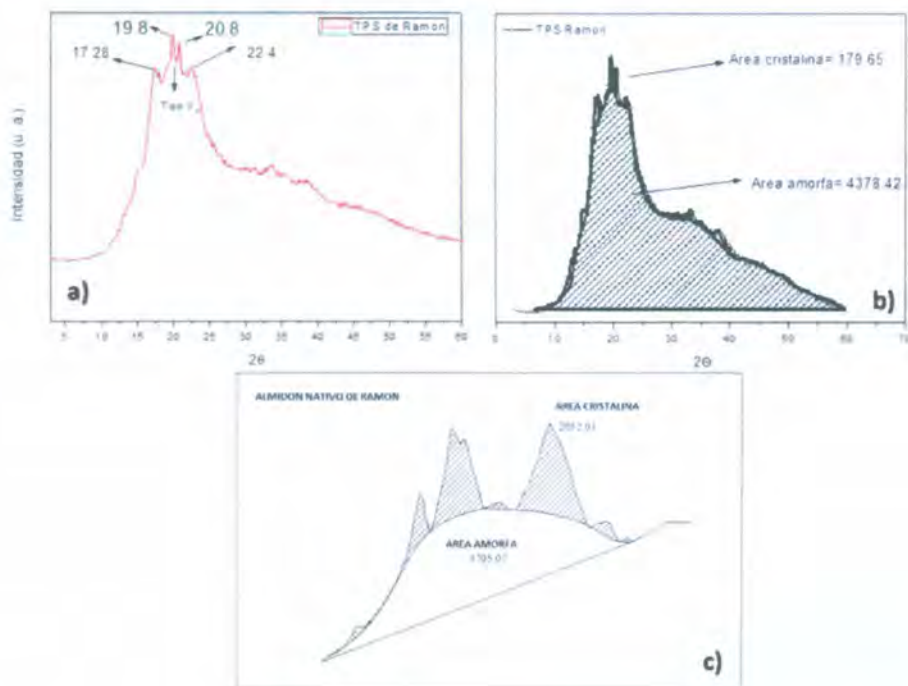 TPS de Ramon
19.8
20.8
17.28
22.4
Tipo V
Intensidad (u. a.)
a)
5 10 15 20 25 30 35 40 45 50 55 60
2θ
TPS Ramon
Area cristalina= 179.65
Area amorfa= 4378.42
b)
0 10 20 30 40 50 60 70
2Θ
ALMIDON NATIVO DE RAMON
AREA CRISTALINA
AREA AMORFA
c)